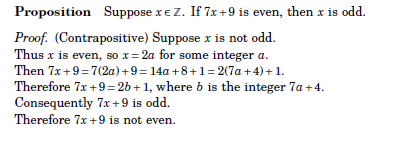 Proposition Suppose x ϵ ℤ. If 7x+9 is even, then x is odd.
Proof. (Contrapositive) Suppose x is not odd.
Thus x is even, so x = 2a for some integer a.
Then 7x+9 = 7(2a)+9 = 14a+8+1 = 2(7a+4)+1.
Therefore 7x+9 = 2b+1, where b is the integer 7a+4.
Consequently 7x+9 is odd.
Therefore 7x+9 is not even.